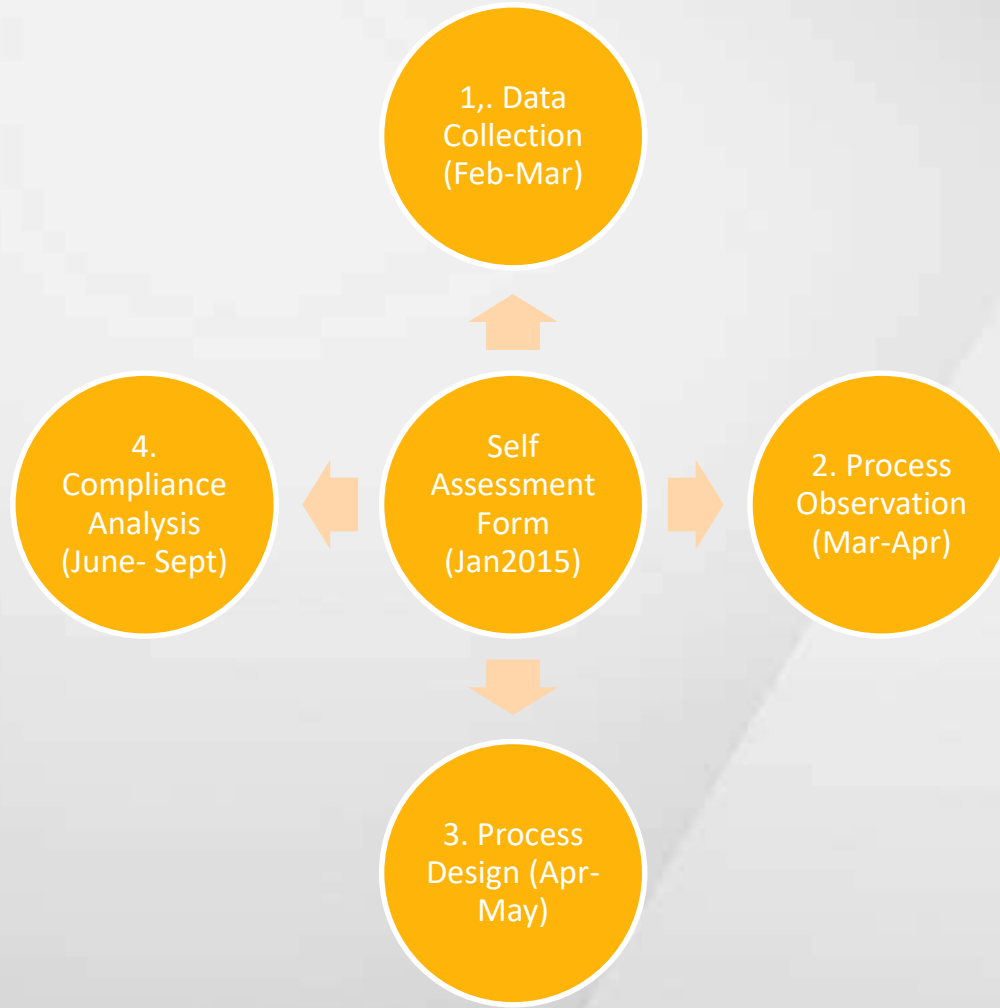 1,. Data
Collection
(Feb-Mar)
4.
Compliance
Analysis
(June- Sept)
Self
Assessment
Form
(Jan2015)
2. Process
Observation
(Mar-Apr)
3. Process
Design (Apr-
May)